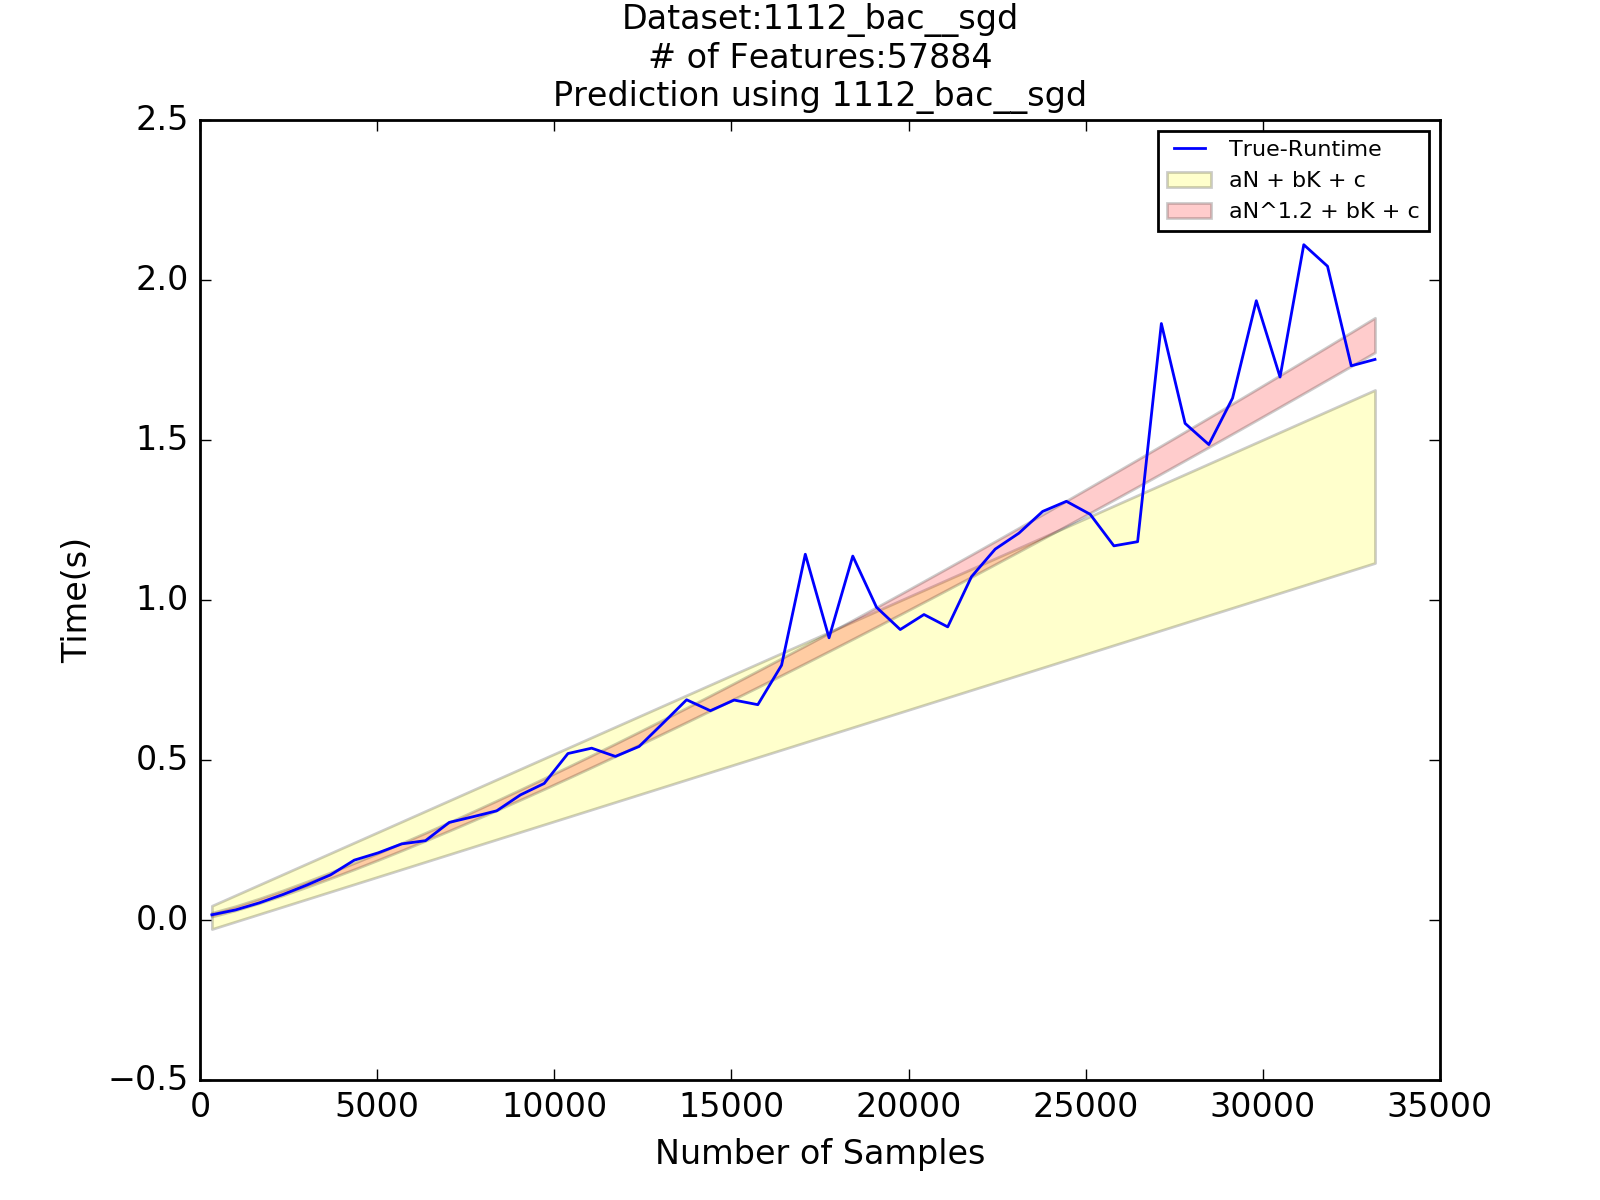 Dataset:1112_bac__sgd
# of Features:57884
Prediction using 1112_bac__sgd
True-Runtime
aN + bK + c
aN^1.2 + bK + c
2.5
2.0
1.5
1.0
0.5
0.0
−0.5
Time(s)
0 5000 10000 15000 20000 25000 30000 35000
Number of Samples